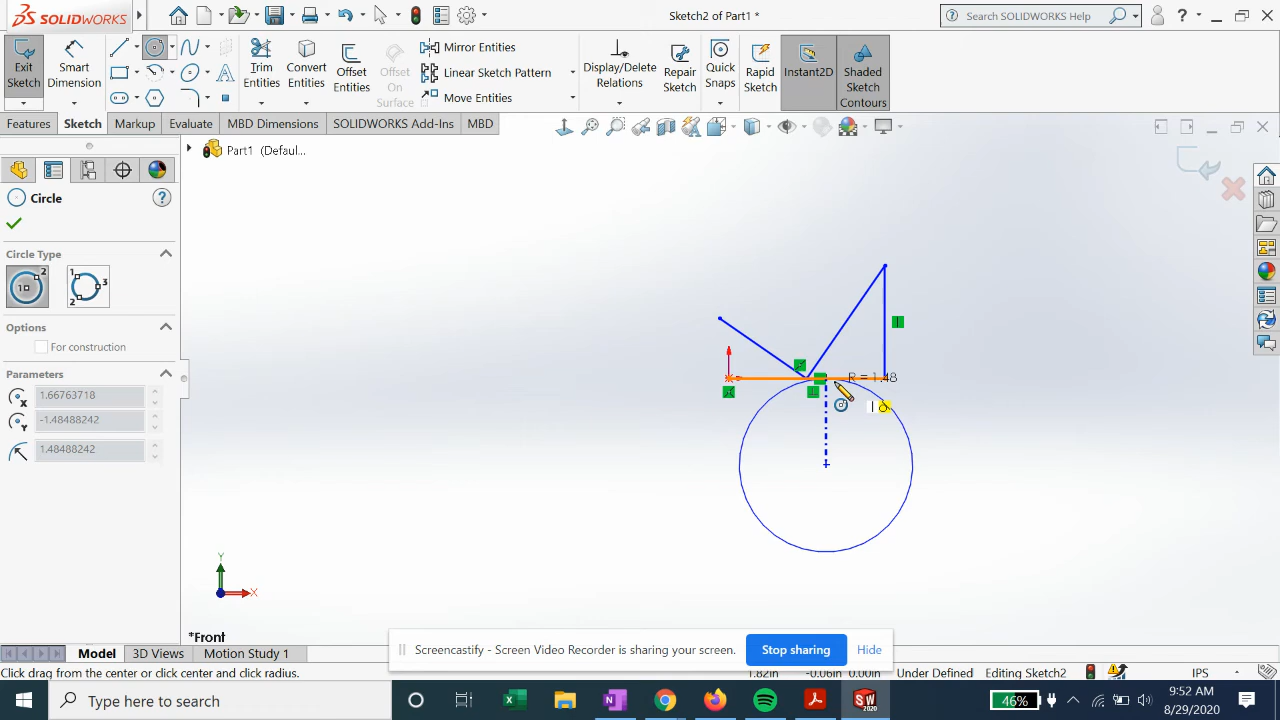 SOLIDWORKS
Sketch2 of Part1 *
Search SOLIDWORKS Help
?
Exit Sketch
Smart Dimension
Trim Entities
Convert Entities
Offset Entities
Offset On Surface
Mirror Entities
Linear Sketch Pattern
Move Entities
Display/Delete Relations
Repair Sketch
Quick Snaps
Rapid Sketch
Instant2D
Shaded Sketch Contours
Features
Sketch
Markup
Evaluate
MBD Dimensions
SOLIDWORKS Add-Ins
MBD
Part1 (Defaul...
Circle
?
Circle Type
Options
For construction
Parameters
1.66763718
-1.48488242
1.48488242
R = 1.48
Y
X
*Front
Model
3D Views
Motion Study 1
Screencastify - Screen Video Recorder is sharing your screen.
Stop sharing
Hide
Click drag from the center or click center and click radius.
1.82in
-0.06in
0.00in
Under Defined
Editing Sketch2
IPS
Type here to search
46%
9:52 AM
8/29/2020